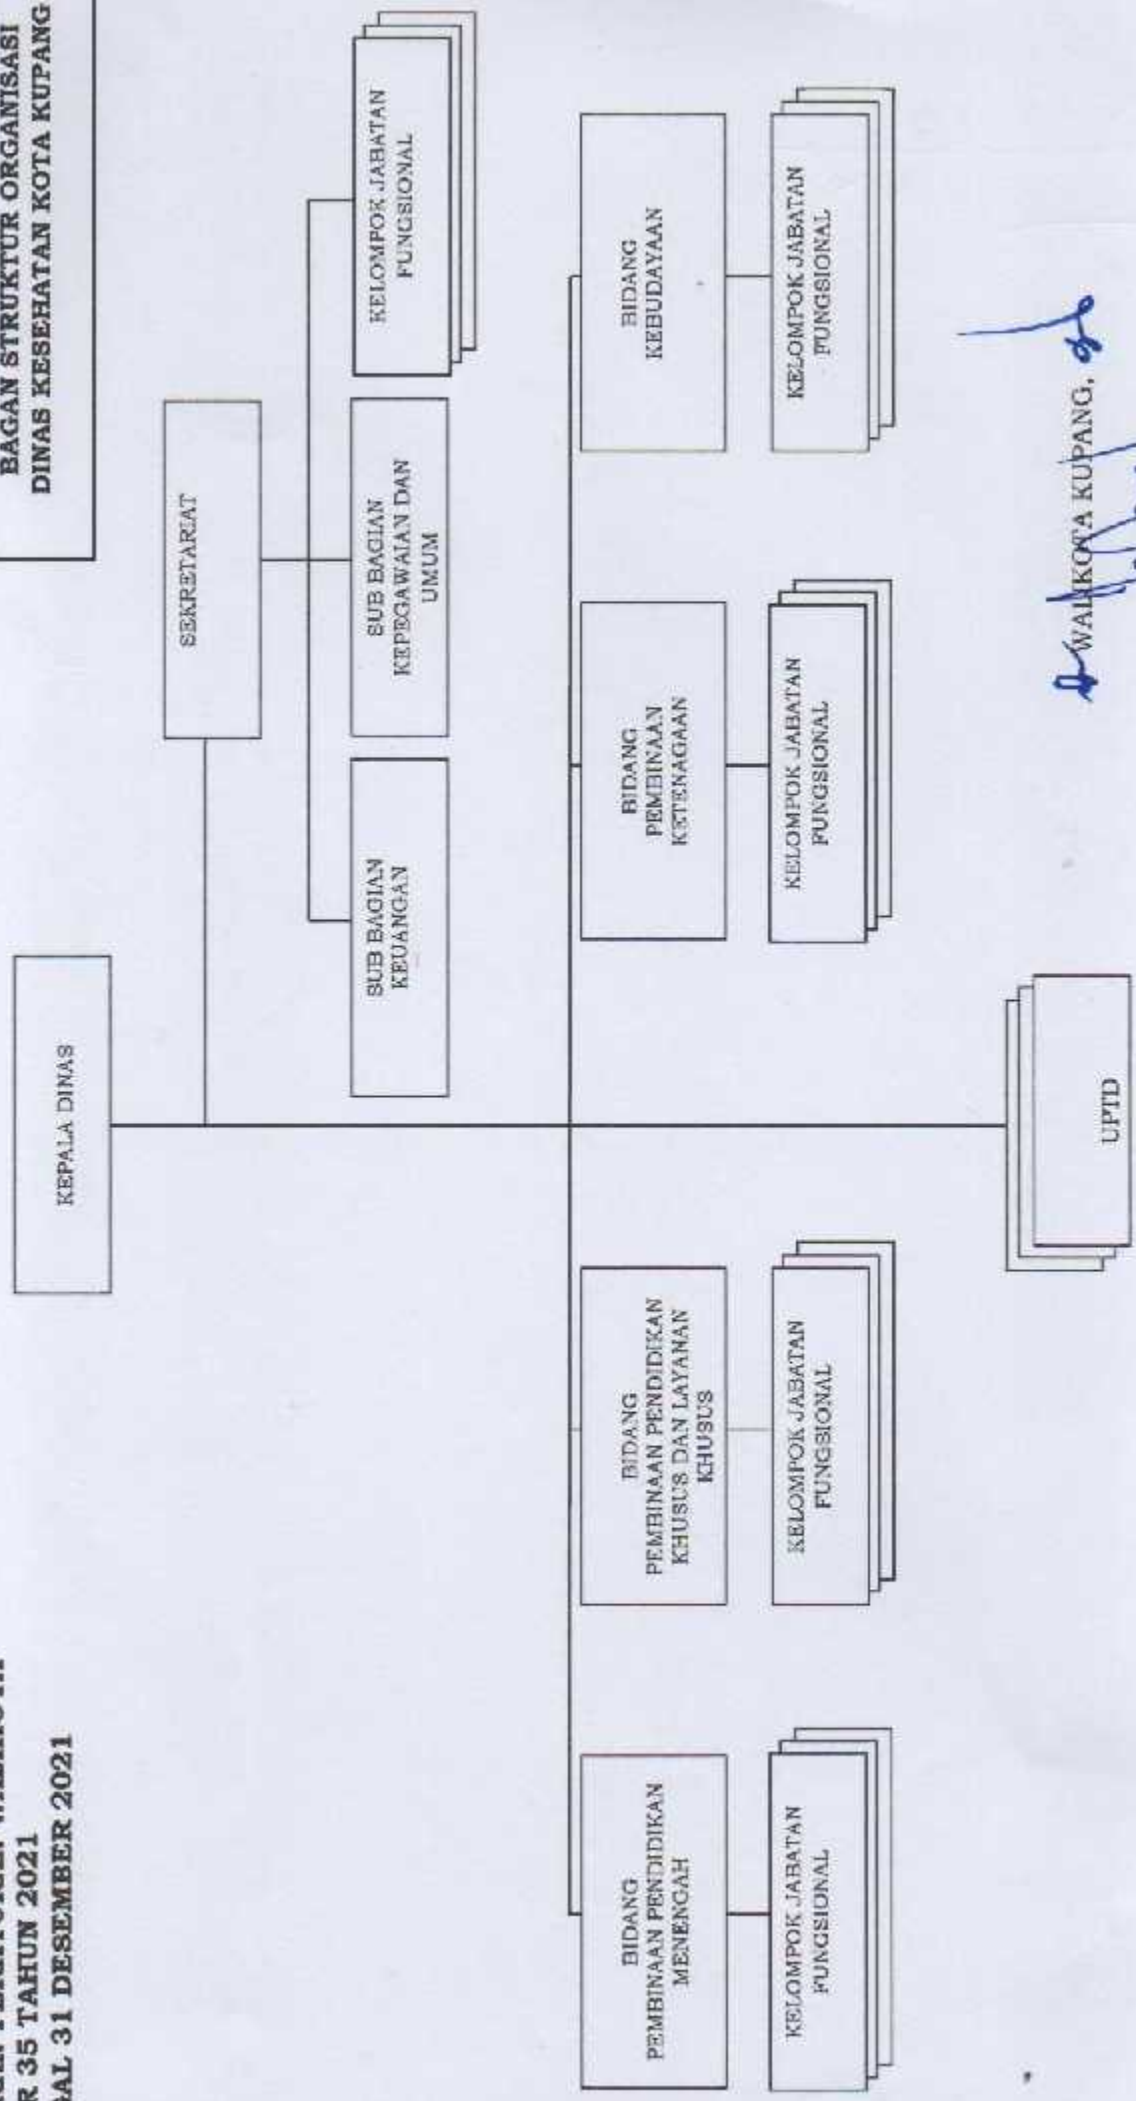 R 35 TAHUN 2021
AL 31 DESEMBER 2021
BAGAN STRUKTUR ORGANISASI
DINAS KESEHATAN KOTA KUPANG
KEPALA DINAS
SEKRETARIAT
SUB BAGIAN
KEUANGAN
SUB BAGIAN
KEPEGAWAIAN DAN
UMUM
KELOMPOK JABATAN
FUNGSIONAL
BIDANG
PEMBINAAN PENDIDIKAN
MENENGAH
BIDANG
PEMBINAAN PENDIDIKAN
KHUSUS DAN LAYANAN
KHUSUS
BIDANG
PEMBINAAN
KETENAGAAN
BIDANG
KEBUDAYAAN
KELOMPOK JABATAN
FUNGSIONAL
KELOMPOK JABATAN
FUNGSIONAL
KELOMPOK JABATAN
FUNGSIONAL
KELOMPOK JABATAN
FUNGSIONAL
UPTD
WALIKOTA KUPANG,